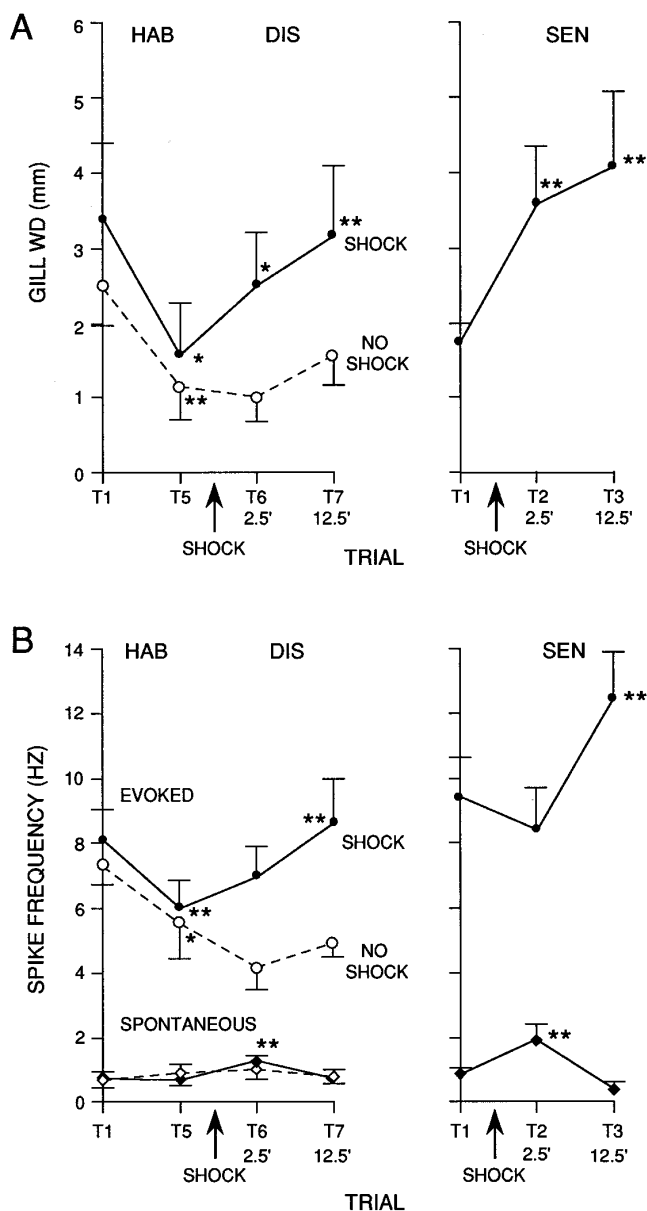 A
HAB DIS SEN
6
5
4
3
2
1
0
GILL WD (mm)
**
SHOCK
*
*
NO
SHOCK
**
**
**
T1 T5 T6 T7
2.5' 12.5'
SHOCK
T1 T2 T3
2.5' 12.5'
SHOCK
TRIAL
B
HAB DIS SEN
14
12
10
8
6
4
2
0
SPIKE FREQUENCY (HZ)
EVOKED
**
SHOCK
**
*
NO
SHOCK
SPONTANEOUS
**
**
**
T1 T5 T6 T7
2.5' 12.5'
SHOCK
T1 T2 T3
2.5' 12.5'
SHOCK
TRIAL